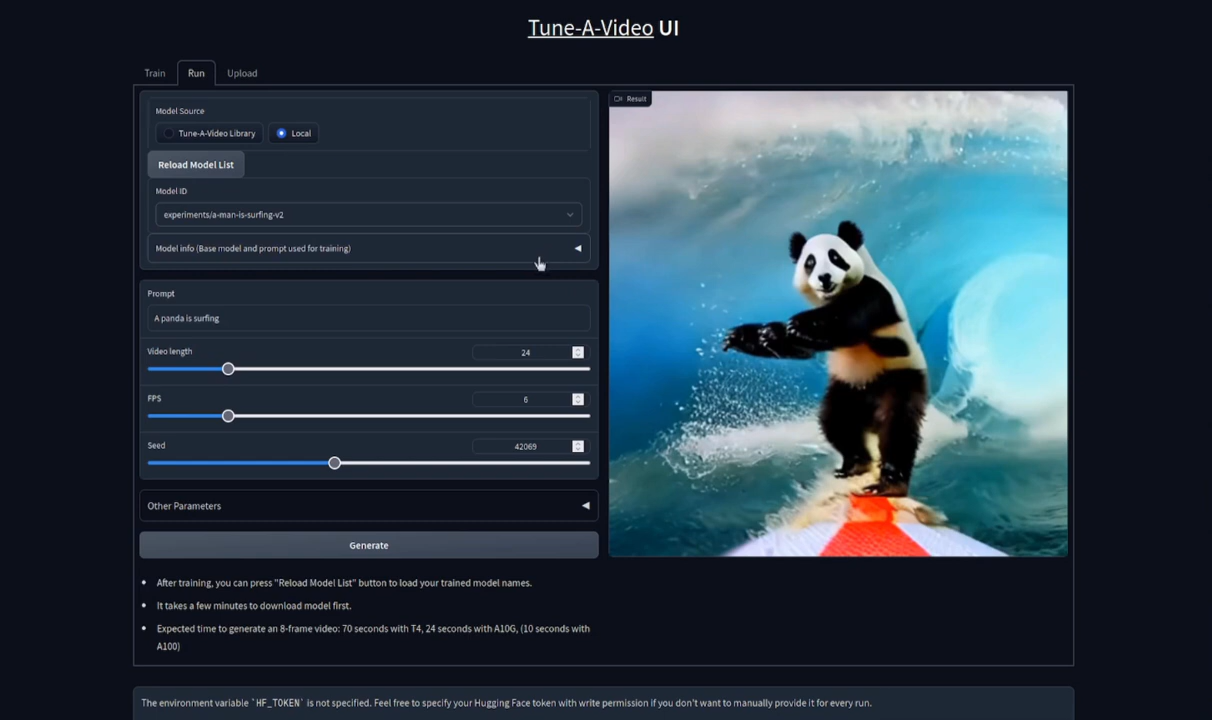 Tune-A-Video UI
Train
Run
Upload
Model Source
Tune-A-Video Library
Local
Reload Model List
Model ID
experiments/a-man-is-surfing-v2
Model info (Base model and prompt used for training)
Prompt
A panda is surfing
Video length
24
FPS
6
Seed
42069
Other Parameters
Generate
Result
After training, you can press "Reload Model List" button to load your trained model names.
It takes a few minutes to download model first.
Expected time to generate an 8-frame video: 70 seconds with T4, 24 seconds with A10G, (10 seconds with
A100)
The environment variable `HF_TOKEN` is not specified. Feel free to specify your Hugging Face token with write permission if you don't want to manually provide it for every run.